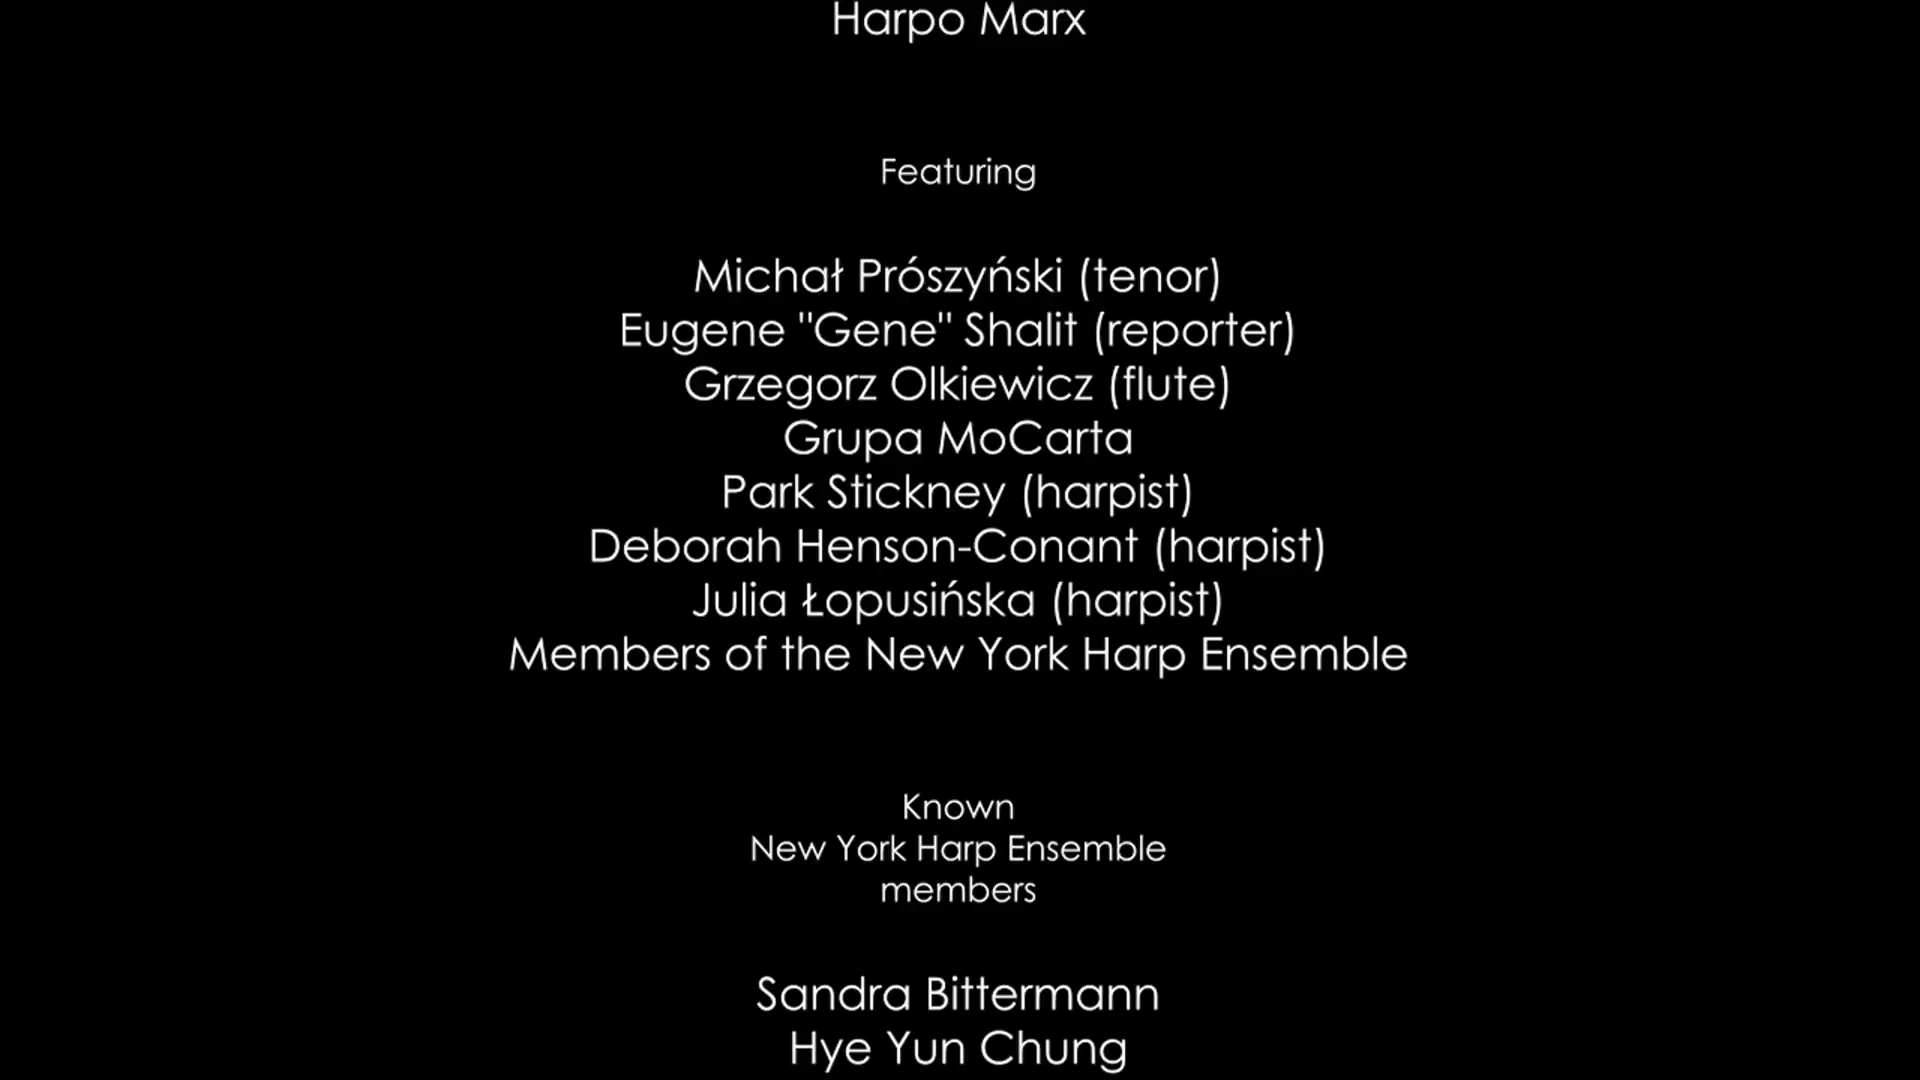 Harpo Marx
Featuring
Michał Prószyński (tenor)
Eugene "Gene" Shalit (reporter)
Grzegorz Olkiewicz (flute)
Grupa MoCarta
Park Stickney (harpist)
Deborah Henson-Conant (harpist)
Julia Łopusińska (harpist)
Members of the New York Harp Ensemble
Known
New York Harp Ensemble
members
Sandra Bittermann
Hye Yun Chung